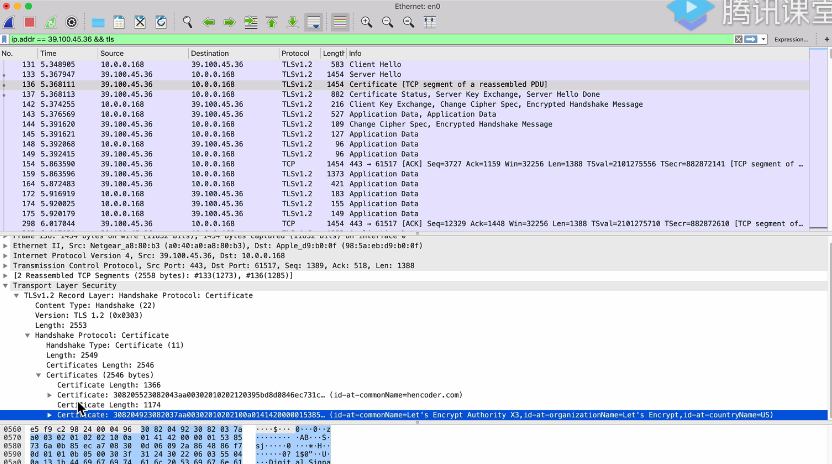 Ethernet: en0
腾讯课堂
ip.addr == 39.100.45.36 && tls
Expression... +
No. Time Source Destination Protocol Length Info
131 5.348905 10.0.0.168 39.100.45.36 TLSv1.2 583 Client Hello
133 5.367947 39.100.45.36 10.0.0.168 TLSv1.2 1454 Server Hello
136 5.368111 39.100.45.36 10.0.0.168 TLSv1.2 1454 Certificate [TCP segment of a reassembled PDU]
137 5.368113 39.100.45.36 10.0.0.168 TLSv1.2 882 Certificate Status, Server Key Exchange, Server Hello Done
142 5.374255 10.0.0.168 39.100.45.36 TLSv1.2 216 Client Key Exchange, Change Cipher Spec, Encrypted Handshake Message
143 5.376569 10.0.0.168 39.100.45.36 TLSv1.2 527 Application Data, Application Data
144 5.391620 39.100.45.36 10.0.0.168 TLSv1.2 109 Change Cipher Spec, Encrypted Handshake Message
145 5.391621 39.100.45.36 10.0.0.168 TLSv1.2 127 Application Data
148 5.392068 10.0.0.168 39.100.45.36 TLSv1.2 96 Application Data
149 5.392415 39.100.45.36 10.0.0.168 TLSv1.2 96 Application Data
154 5.863590 39.100.45.36 10.0.0.168 TCP 1454 443 → 61517 [ACK] Seq=3727 Ack=1159 Win=32256 Len=1388 TSval=2101275556 TSecr=882872141 [TCP segment of …
159 5.863596 39.100.45.36 10.0.0.168 TLSv1.2 1373 Application Data
164 5.872483 39.100.45.36 10.0.0.168 TLSv1.2 421 Application Data
172 5.916919 10.0.0.168 39.100.45.36 TLSv1.2 183 Application Data
174 5.920025 10.0.0.168 39.100.45.36 TLSv1.2 155 Application Data
175 5.920179 10.0.0.168 39.100.45.36 TLSv1.2 149 Application Data
298 6.017044 39.100.45.36 10.0.0.168 TCP 1454 443 → 61517 [ACK] Seq=12329 Ack=1448 Win=32256 Len=1388 TSval=2101275710 TSecr=882872610 [TCP segment of…
Ethernet II, Src: Netgear_a8:80:b3 (a0:40:a0:a8:80:b3), Dst: Apple_d9:b0:0f (98:5a:eb:d9:b0:0f)
Internet Protocol Version 4, Src: 39.100.45.36, Dst: 10.0.0.168
Transmission Control Protocol, Src Port: 443, Dst Port: 61517, Seq: 1389, Ack: 518, Len: 1388
[2 Reassembled TCP Segments (2558 bytes): #133(1273), #136(1285)]
Transport Layer Security
TLSv1.2 Record Layer: Handshake Protocol: Certificate
Content Type: Handshake (22)
Version: TLS 1.2 (0x0303)
Length: 2553
Handshake Protocol: Certificate
Handshake Type: Certificate (11)
Length: 2549
Certificates Length: 2546
Certificates (2546 bytes)
Certificate Length: 1366
Certificate: 308205523082043aa00302010202120395bd8d0846ec731c… (id-at-commonName=hencoder.com)
Certificate Length: 1174
Certificate: 308204923082037aa00302010202100a0141420000015385… (id-at-commonName=Let's Encrypt Authority X3,id-at-organizationName=Let's Encrypt,id-at-countryName=US)
0560 e5 f9 c2 98 24 00 04 96 30 82 04 92 30 82 03 7a ····$··· 0···0··z
0570 a0 03 02 01 02 02 10 0a 01 41 42 00 00 01 53 85 ········ ·AB···S·
0580 73 6a 0b 85 ec a7 08 30 0d 06 09 2a 86 48 86 f7 sj·····0 ···*·H··
0590 0d 01 01 0b 05 00 30 3f 31 24 30 22 06 03 55 04 ······0? 1$0"··U·